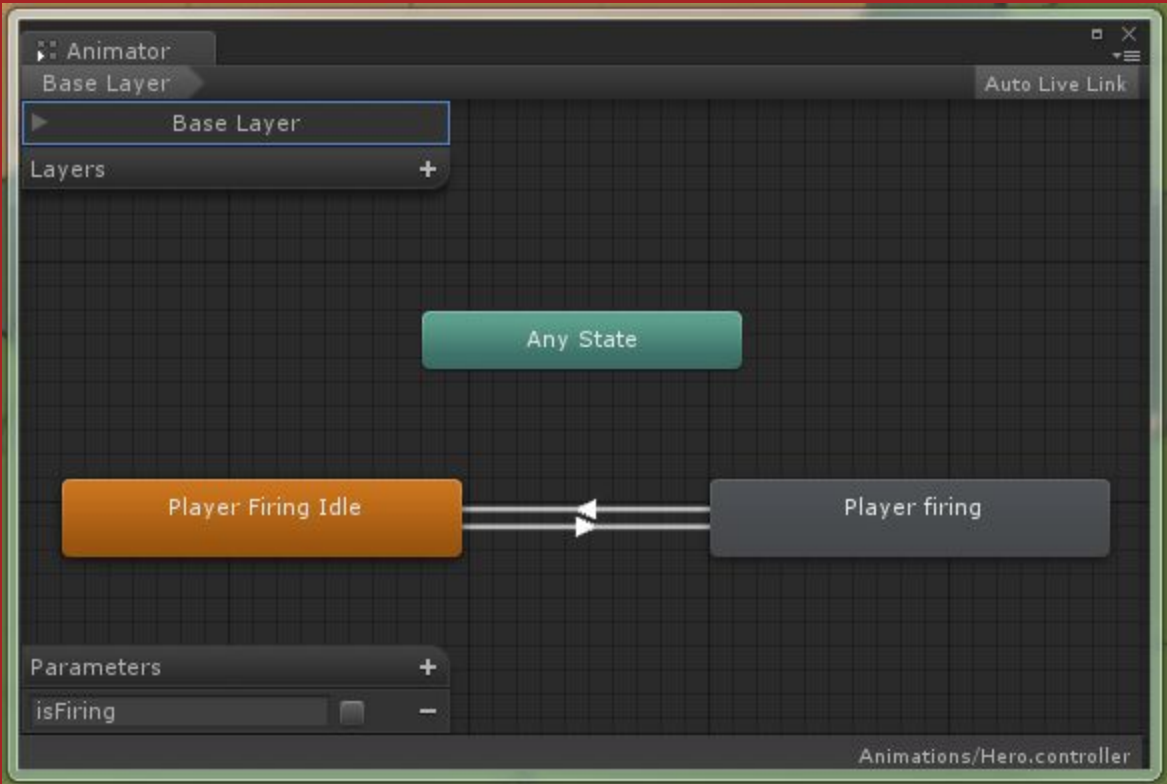 Animator
Base Layer
Auto Live Link
Base Layer
Layers
Any State
Player Firing Idle
Player firing
Parameters
isFiring
Animations/Hero.controller